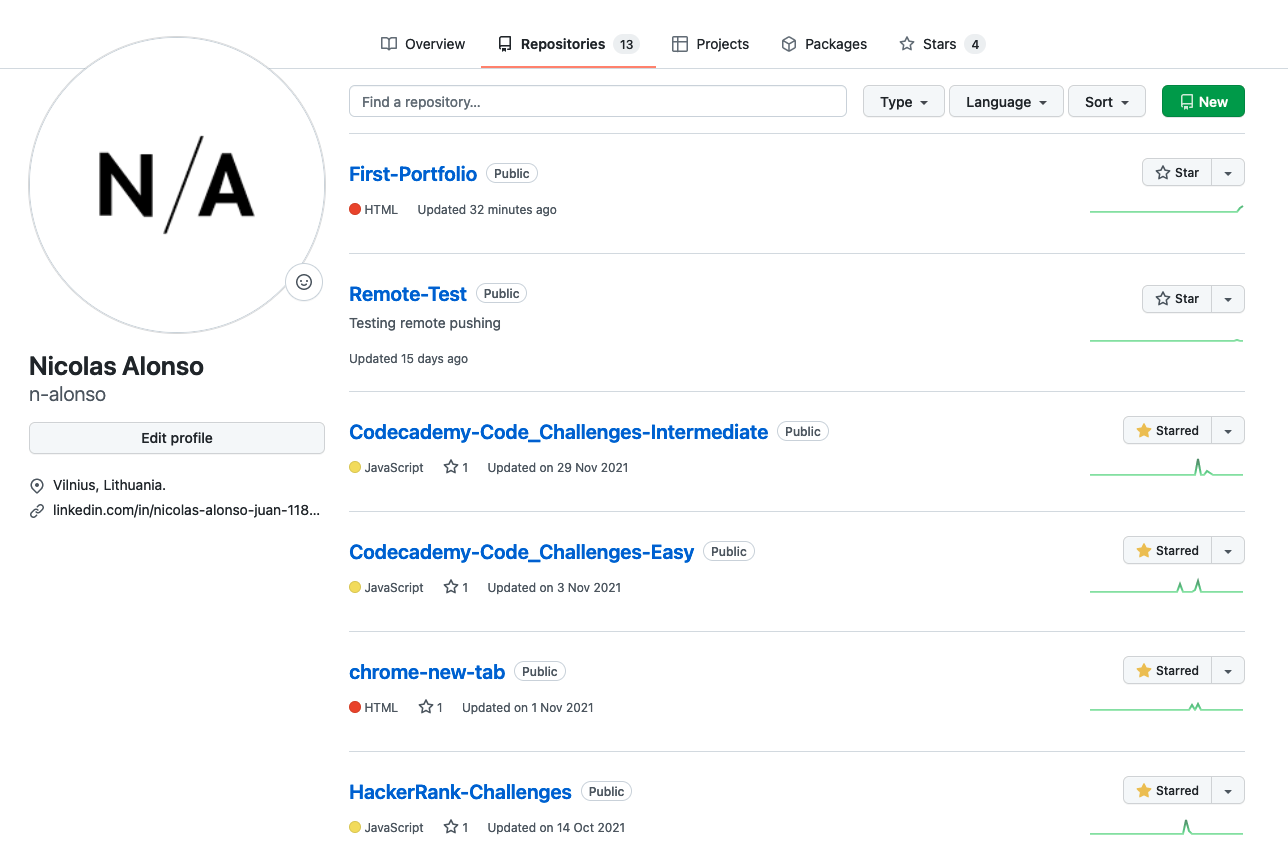 Overview Repositories 13 Projects Packages Stars 4
N/A
Nicolas Alonso
n-alonso
Edit profile
Vilnius, Lithuania.
linkedin.com/in/nicolas-alonso-juan-118...
Find a repository... Type Language Sort New
First-Portfolio Public Star
HTML Updated 32 minutes ago
Remote-Test Public Star
Testing remote pushing
Updated 15 days ago
Codecademy-Code_Challenges-Intermediate Public Starred
JavaScript 1 Updated on 29 Nov 2021
Codecademy-Code_Challenges-Easy Public Starred
JavaScript 1 Updated on 3 Nov 2021
chrome-new-tab Public Starred
HTML 1 Updated on 1 Nov 2021
HackerRank-Challenges Public Starred
JavaScript 1 Updated on 14 Oct 2021